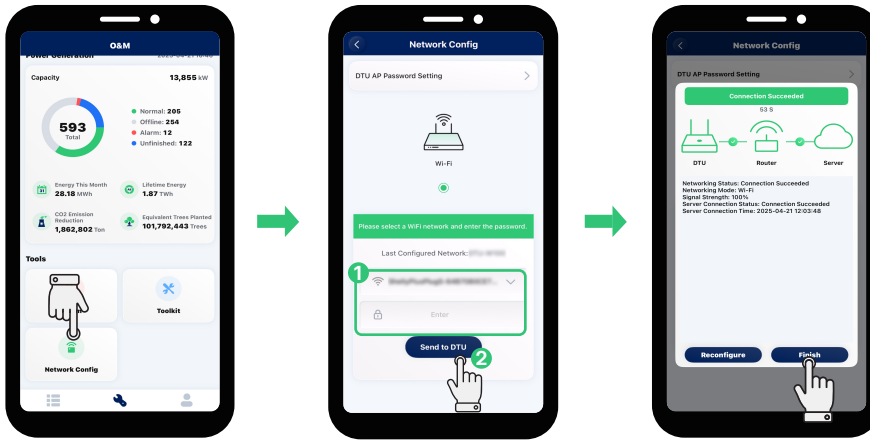 O&M
Capacity
13,855 kW
593
Total
Normal: 205
Offline: 254
Alarm: 12
Unfinished: 122
Energy This Month
28.18 MWh
Lifetime Energy
1.87 TWh
CO2 Emission
Reduction
1,862,802 Ton
Equivalent Trees Planted
101,792,443 Trees
Tools
Toolkit
Network Config
Network Config
DTU AP Password Setting
Wi-Fi
Please select a WiFi network and enter the password.
Last Configured Network:
1
Enter
Send to DTU
2
Network Config
DTU AP Password Setting
Connection Succeeded
53 S
DTU
Router
Server
Networking Status: Connection Succeeded
Networking Mode: Wi-Fi
Signal Strength: 100%
Server Connection Status: Connection Succeeded
Server Connection Time: 2025-04-21 12:03:48
Reconfigure
Finish